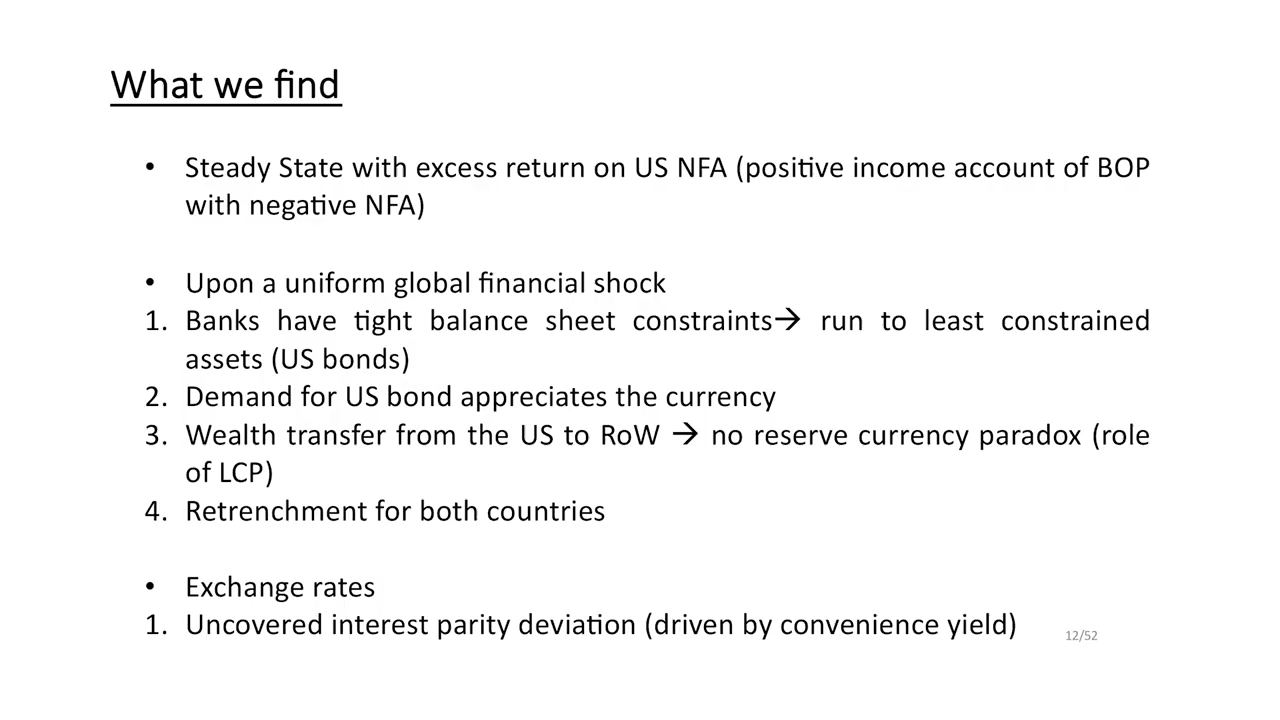 What we find
• Steady State with excess return on US NFA (positive income account of BOP
with negative NFA)
• Upon a uniform global financial shock
1. Banks have tight balance sheet constraints→ run to least constrained
assets (US bonds)
2. Demand for US bond appreciates the currency
3. Wealth transfer from the US to RoW → no reserve currency paradox (role
of LCP)
4. Retrenchment for both countries
• Exchange rates
1. Uncovered interest parity deviation (driven by convenience yield)
12/52